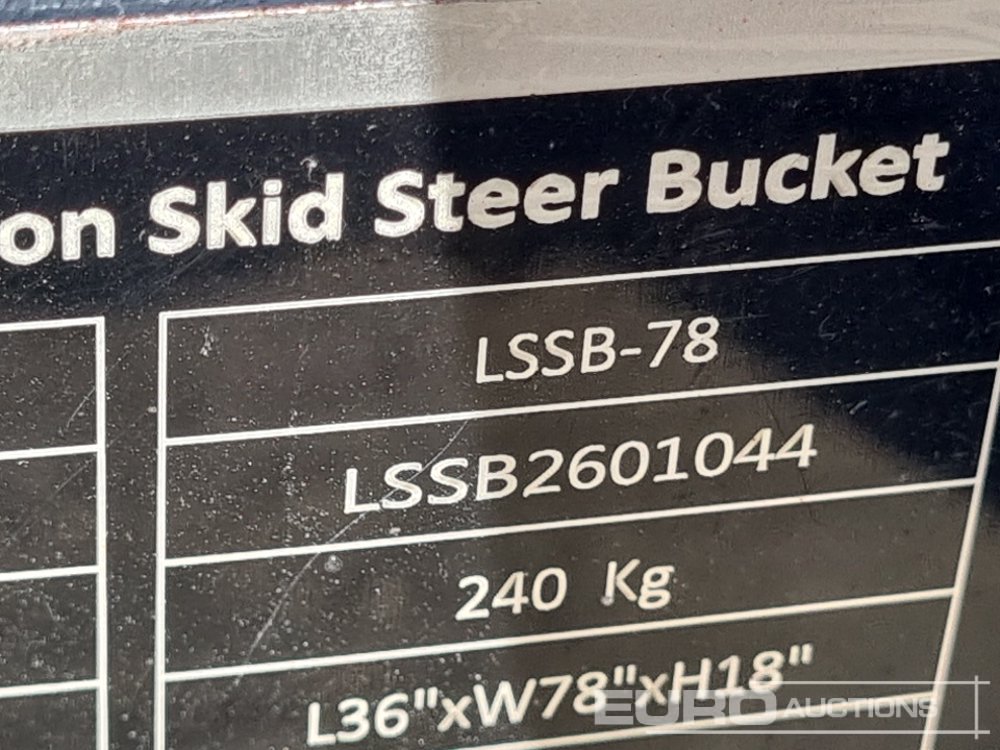 on Skid Steer Bucket
LSSB-78
LSSB2601044
240 Kg
L36"xW78"xH18"
EURO AUCTIONS